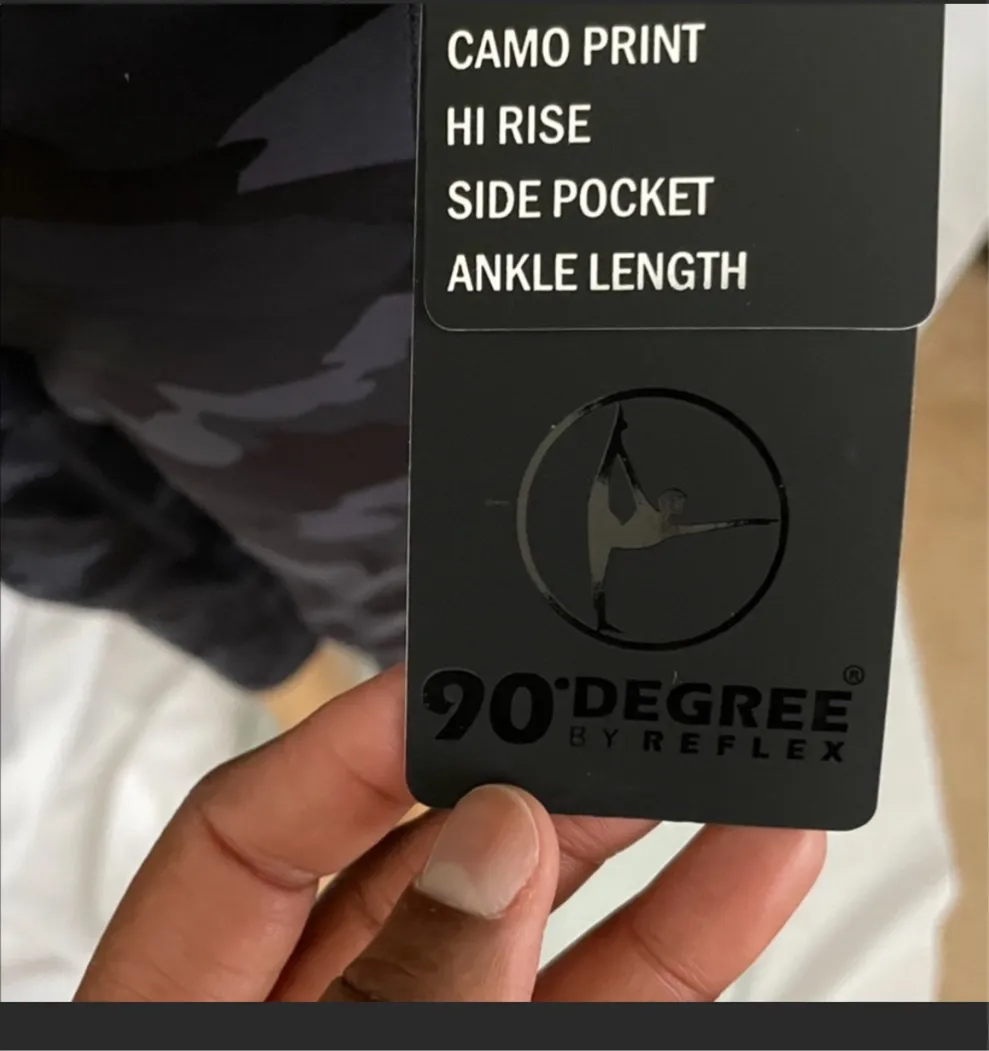 CAMO PRINT
HI RISE
SIDE POCKET
ANKLE LENGTH
90°DEGREE®
BY REFLEX